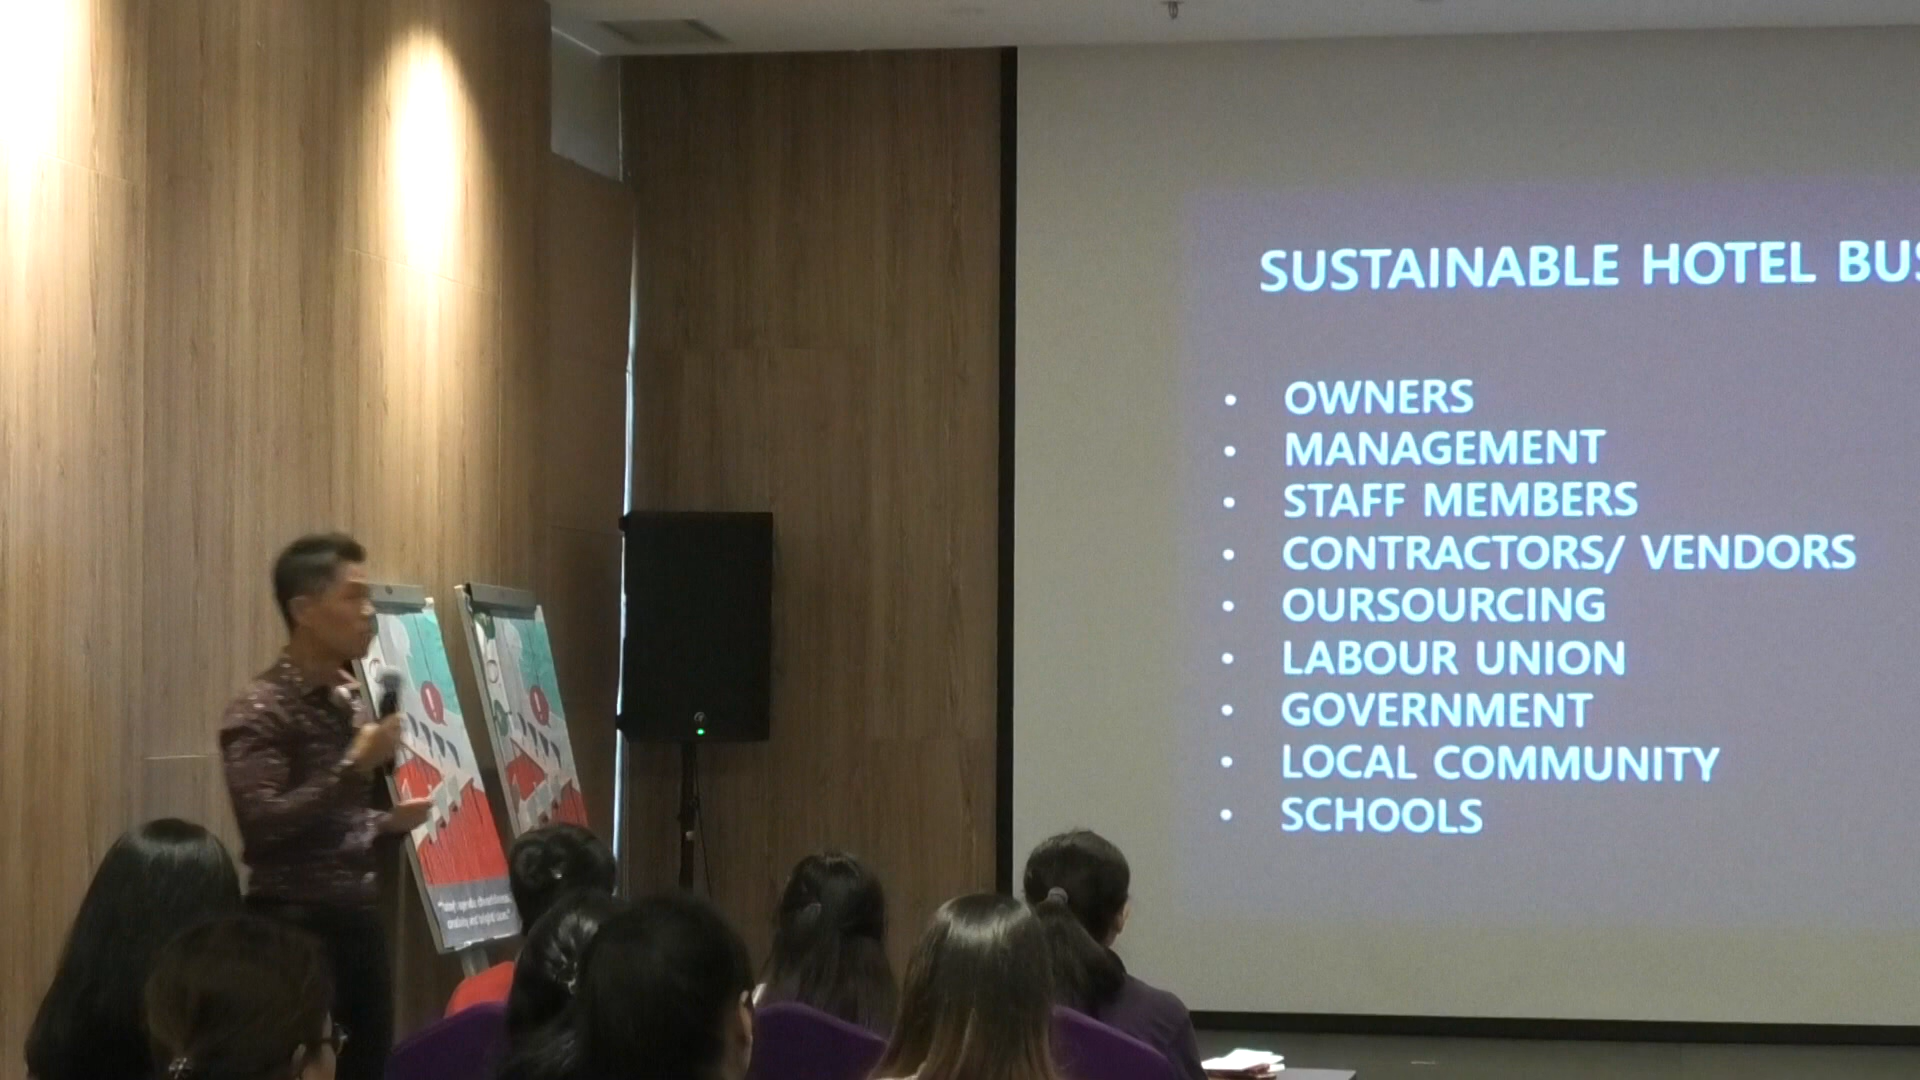 SUSTAINABLE HOTEL BUS
• OWNERS
• MANAGEMENT
• STAFF MEMBERS
• CONTRACTORS/ VENDORS
• OURSOURCING
• LABOUR UNION
• GOVERNMENT
• LOCAL COMMUNITY
• SCHOOLS